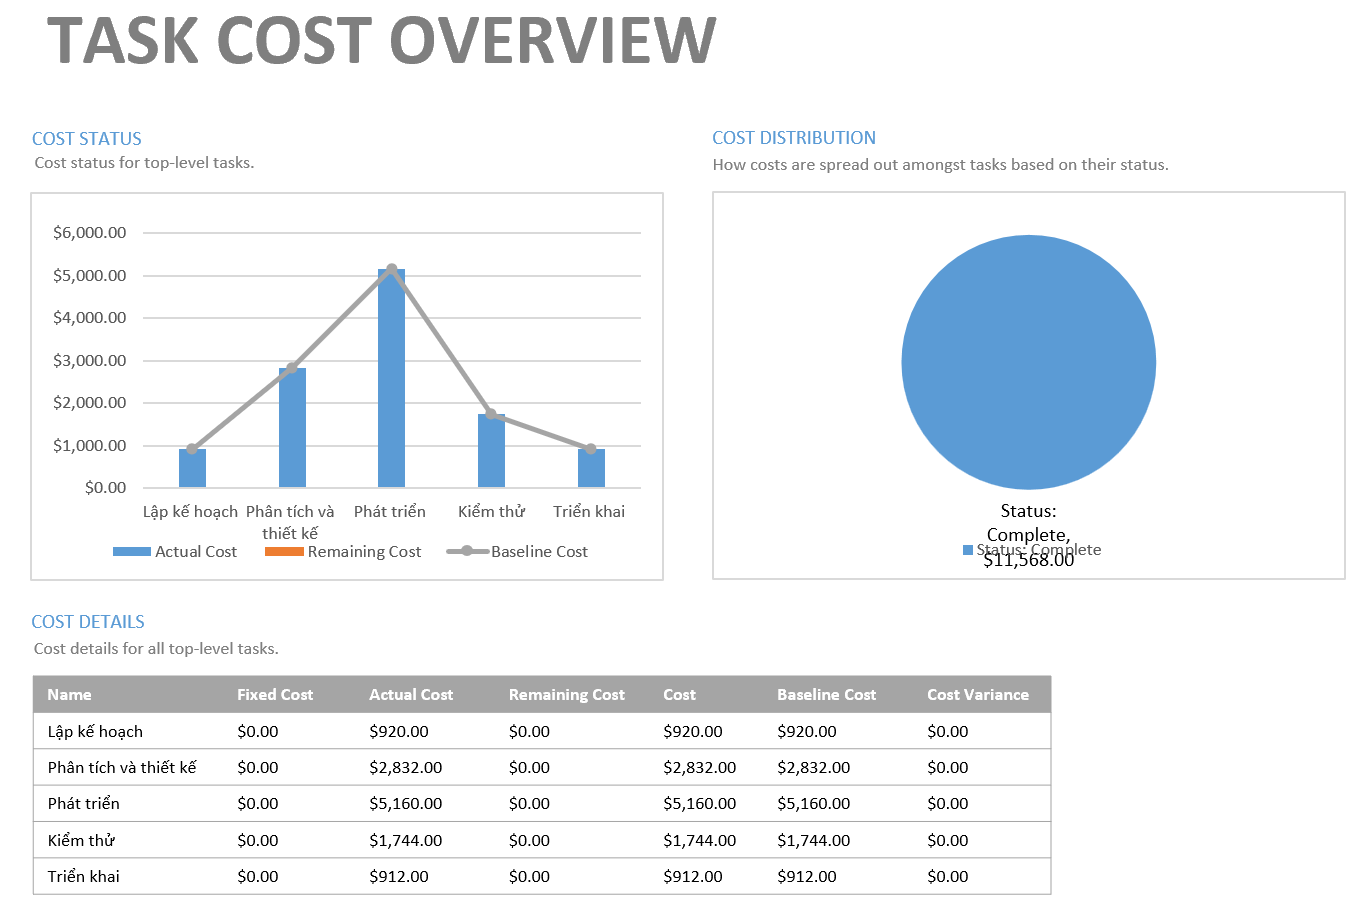 TASK COST OVERVIEW
COST STATUS
Cost status for top-level tasks.
$6,000.00
$5,000.00
$4,000.00
$3,000.00
$2,000.00
$1,000.00
$0.00
Lập kế hoạch Phân tích và Phát triển Kiểm thử Triển khai
thiết kế
Actual Cost Remaining Cost Baseline Cost
COST DISTRIBUTION
How costs are spread out amongst tasks based on their status.
Status:
Complete,
$11,568.00
Status: Complete
COST DETAILS
Cost details for all top-level tasks.
Name Fixed Cost Actual Cost Remaining Cost Cost Baseline Cost Cost Variance
Lập kế hoạch $0.00 $920.00 $0.00 $920.00 $920.00 $0.00
Phân tích và thiết kế $0.00 $2,832.00 $0.00 $2,832.00 $2,832.00 $0.00
Phát triển $0.00 $5,160.00 $0.00 $5,160.00 $5,160.00 $0.00
Kiểm thử $0.00 $1,744.00 $0.00 $1,744.00 $1,744.00 $0.00
Triển khai $0.00 $912.00 $0.00 $912.00 $912.00 $0.00